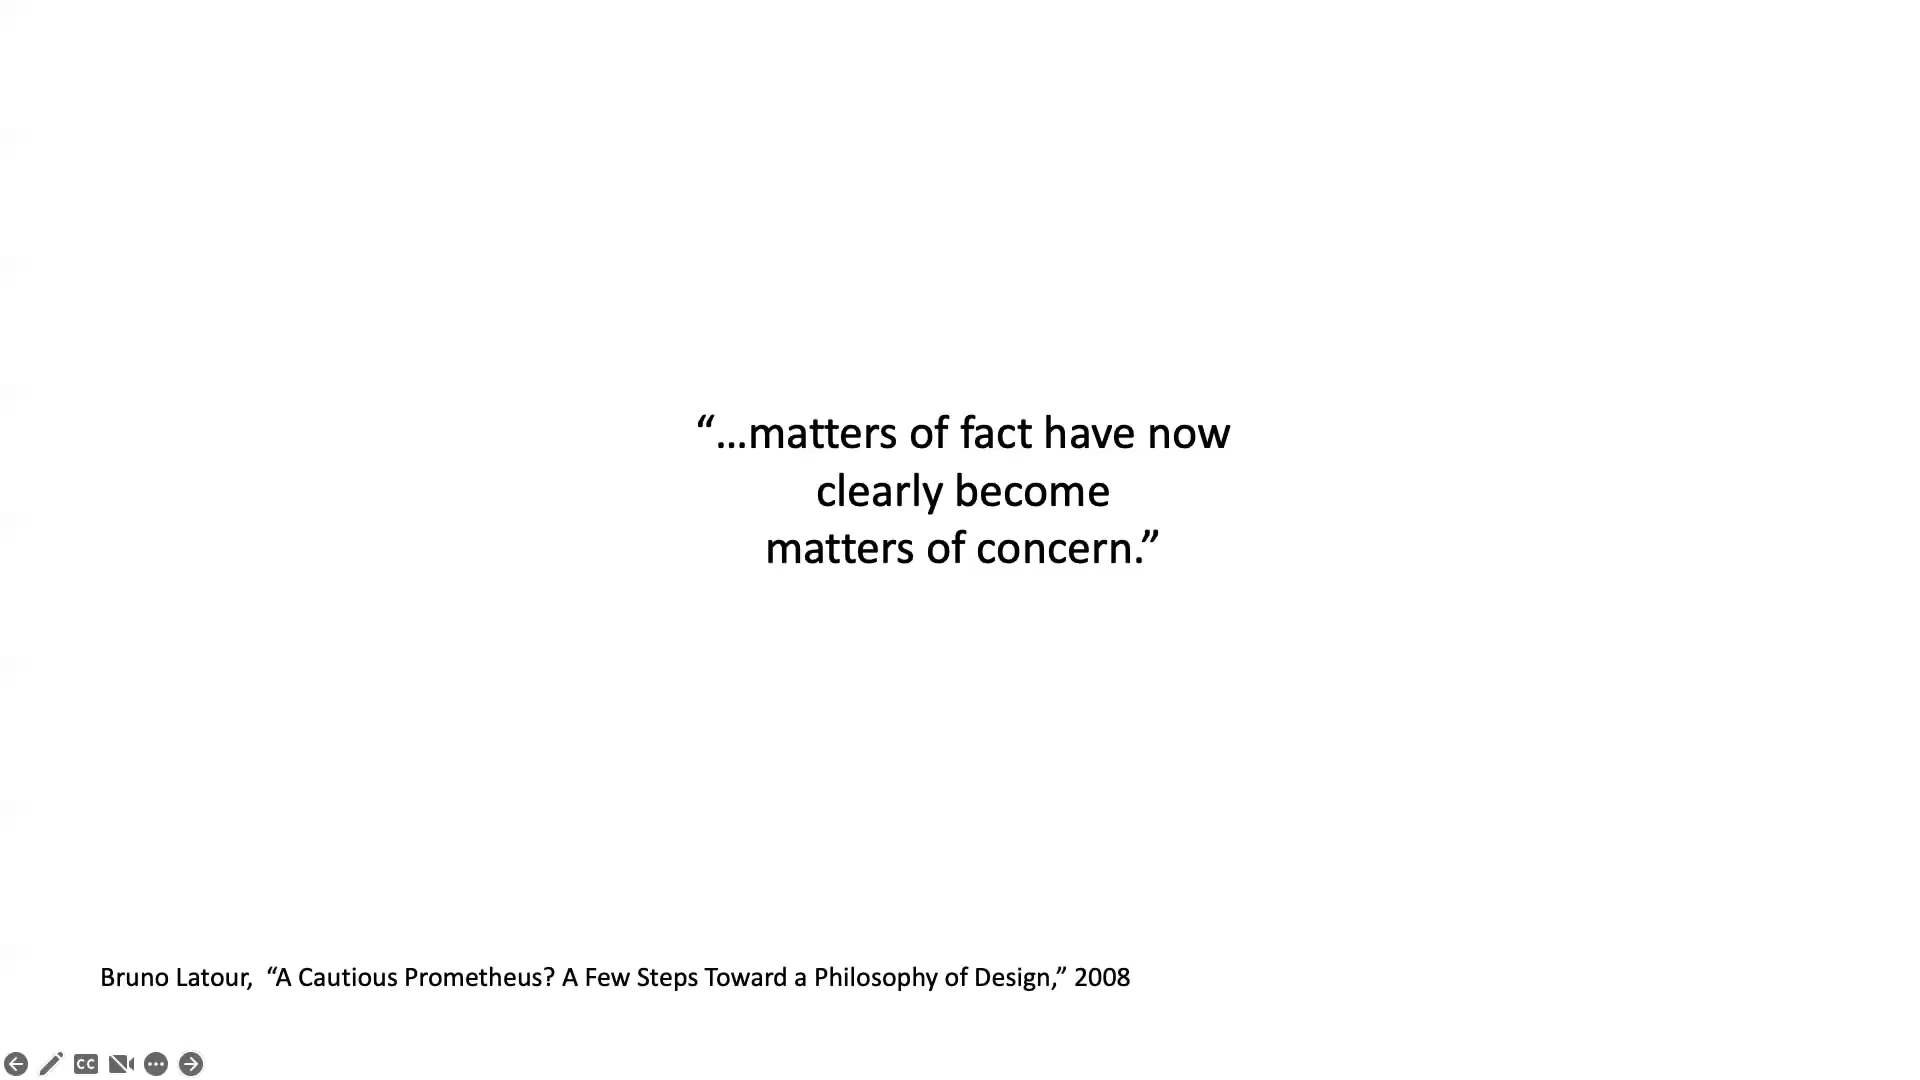 “...matters of fact have now
clearly become
matters of concern.”
Bruno Latour,  “A Cautious Prometheus? A Few Steps Toward a Philosophy of Design,” 2008
CC